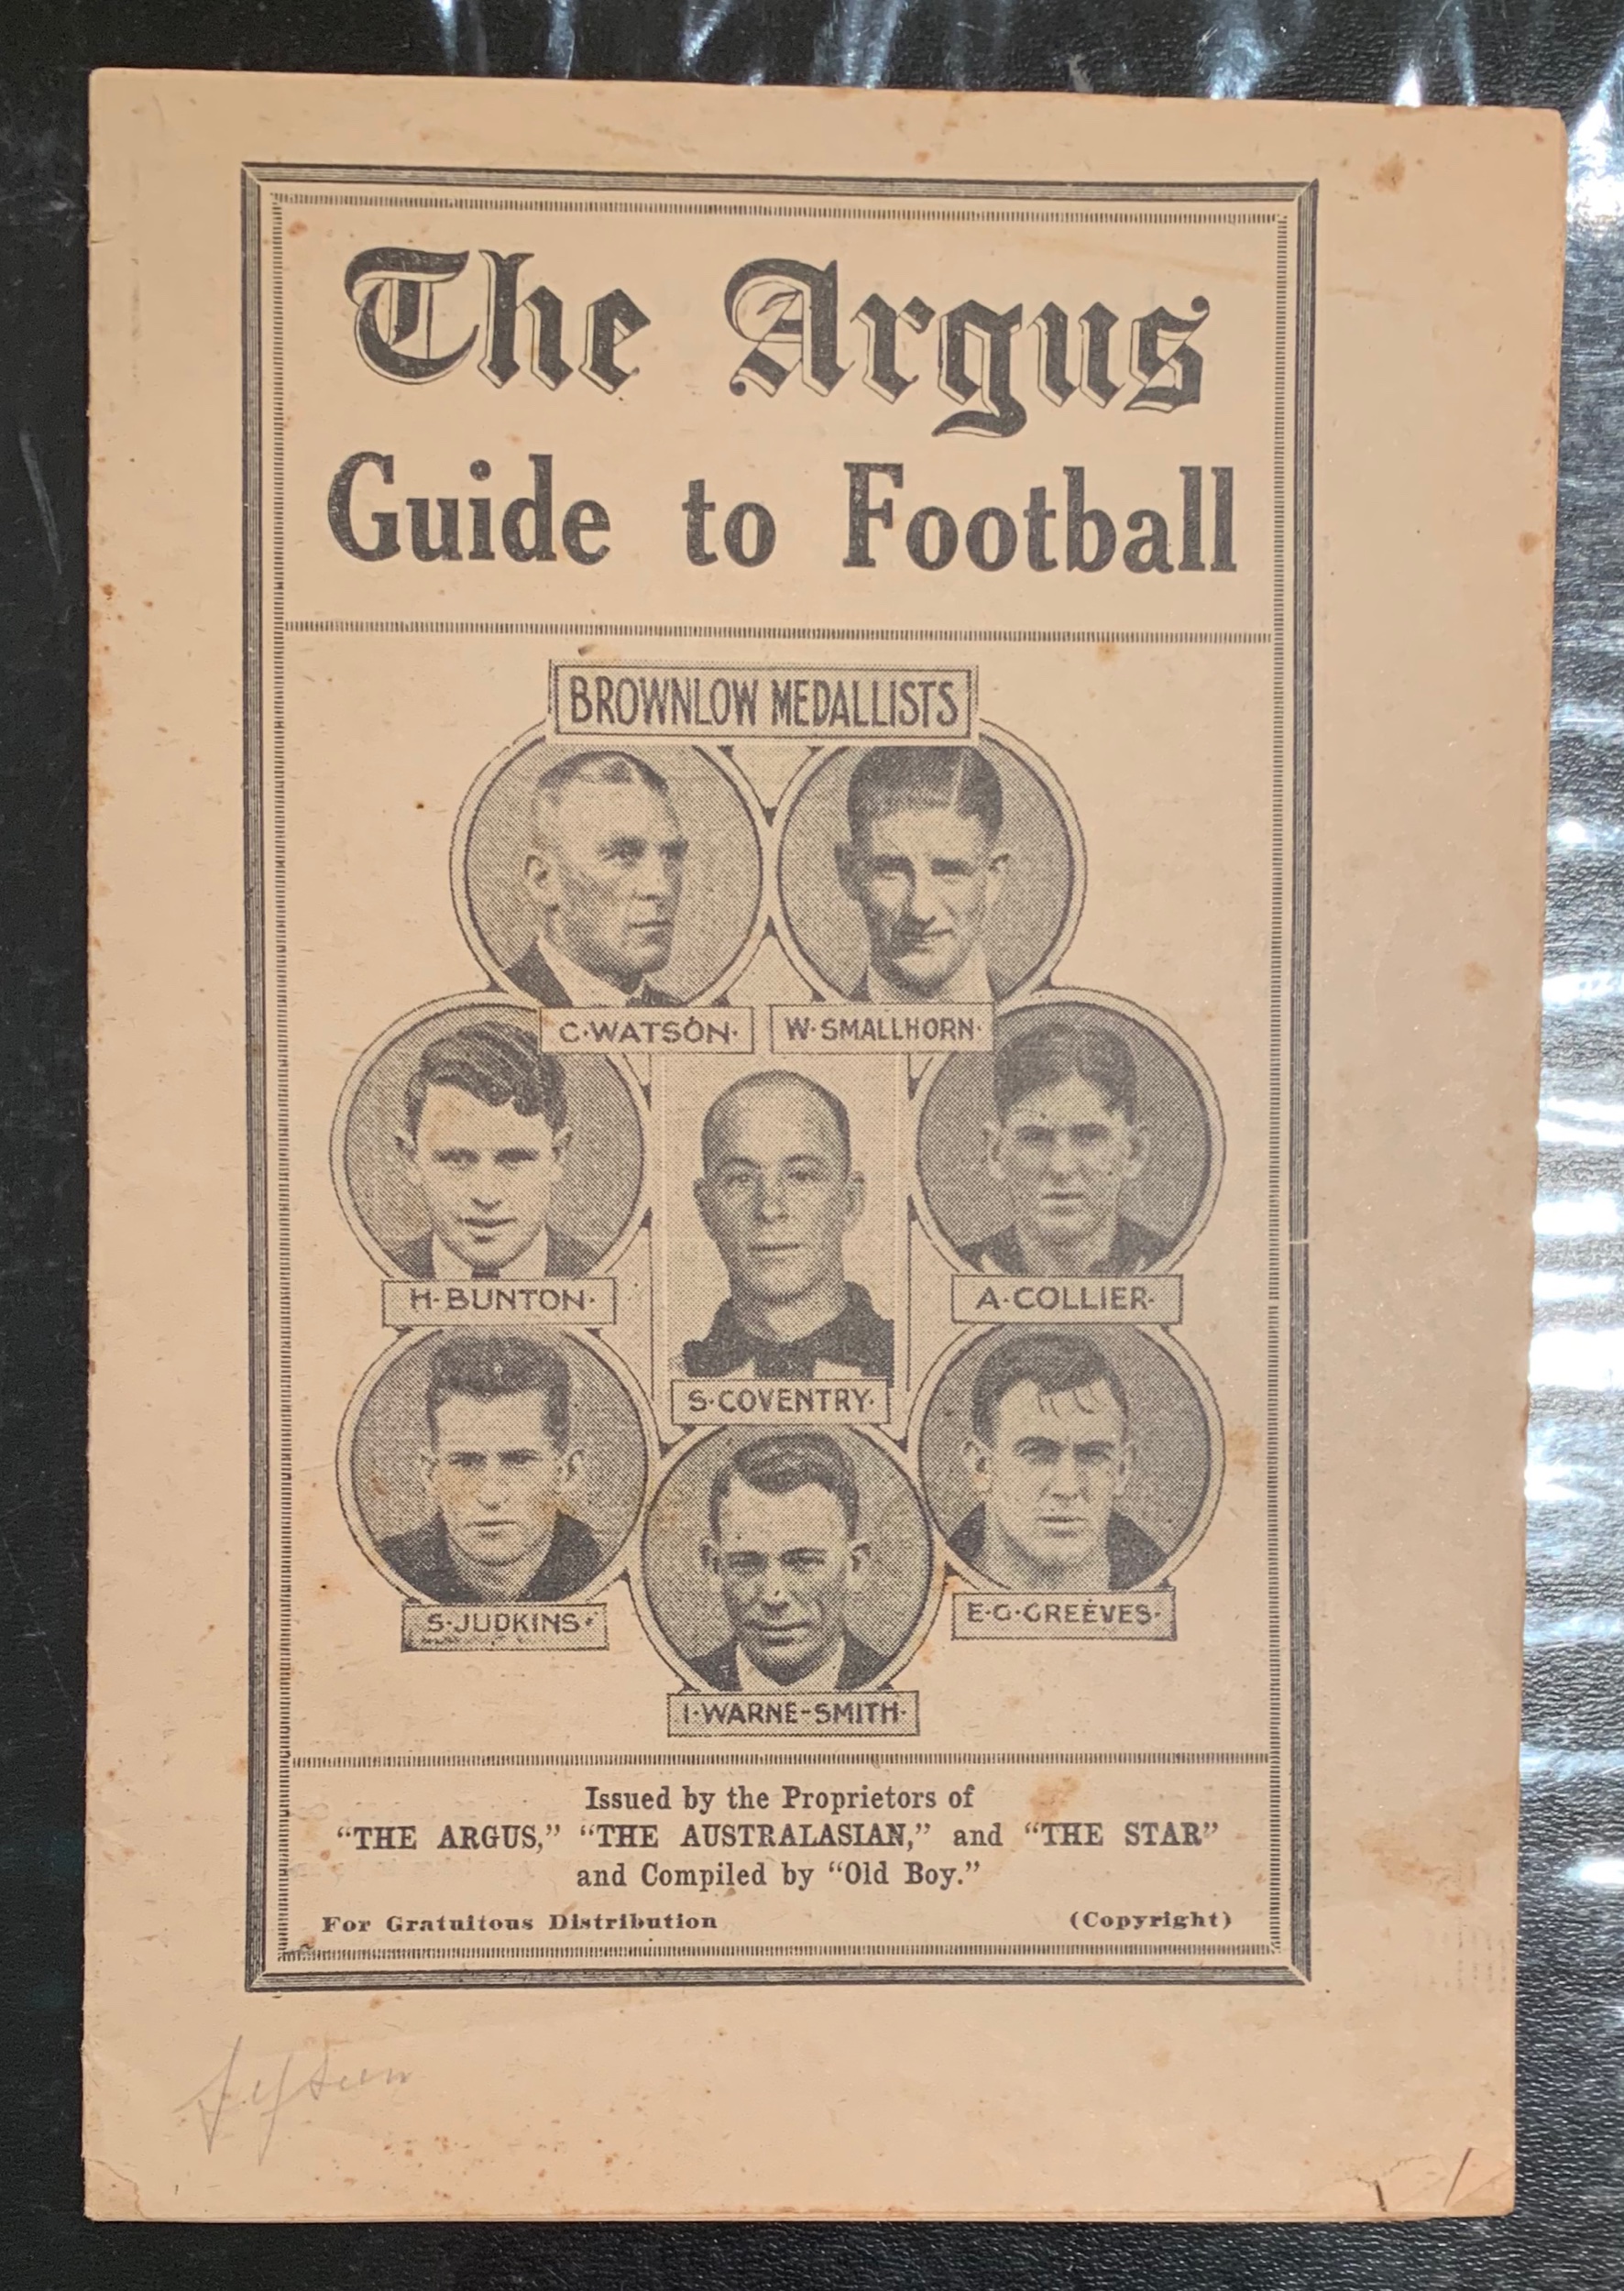 The Argus
Guide to Football
BROWNLOW MEDALLISTS
C·WATSON·
W·SMALLHORN·
H·BUNTON·
A·COLLIER·
S·COVENTRY·
S·JUDKINS·
E·G·GREEVES·
I·WARNE-SMITH·
Issued by the Proprietors of
“THE ARGUS,” “THE AUSTRALASIAN,” and “THE STAR”
and Compiled by “Old Boy.”
For Gratuitous Distribution (Copyright)